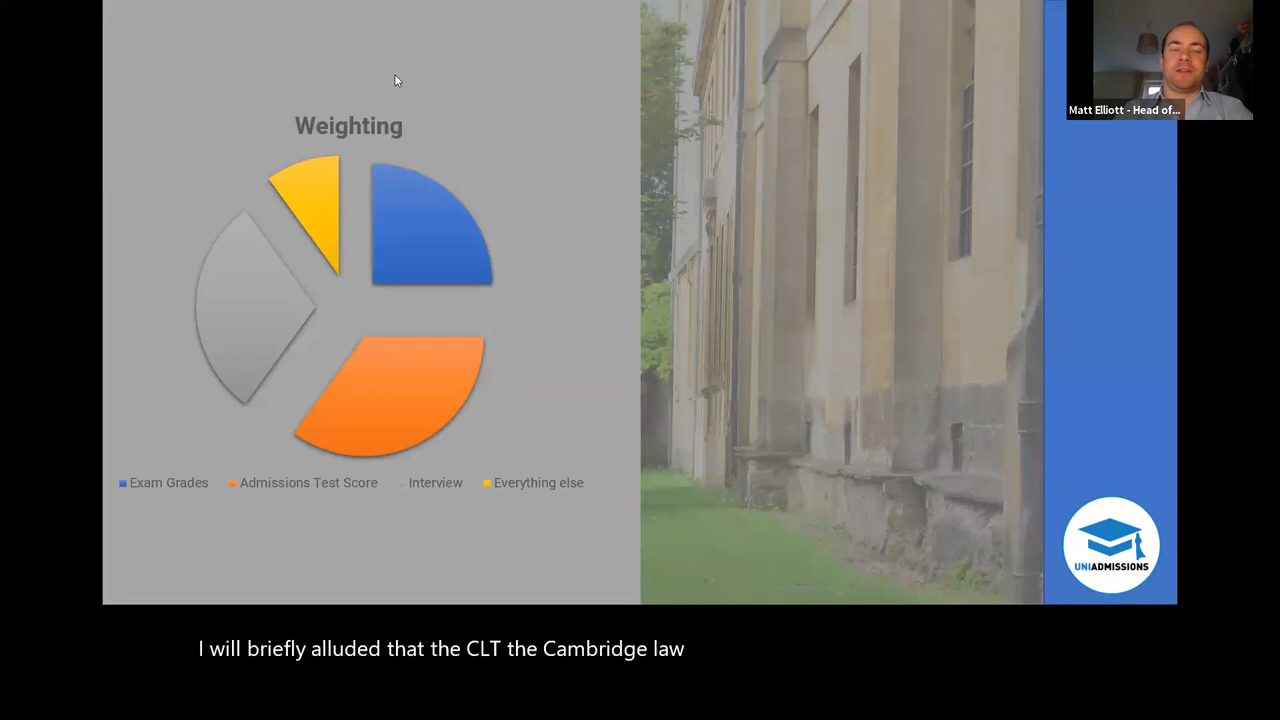 Matt Elliott - Head of...
Weighting
Exam Grades Admissions Test Score Interview Everything else
UNIADMISSIONS
I will briefly alluded that the CLT the Cambridge law